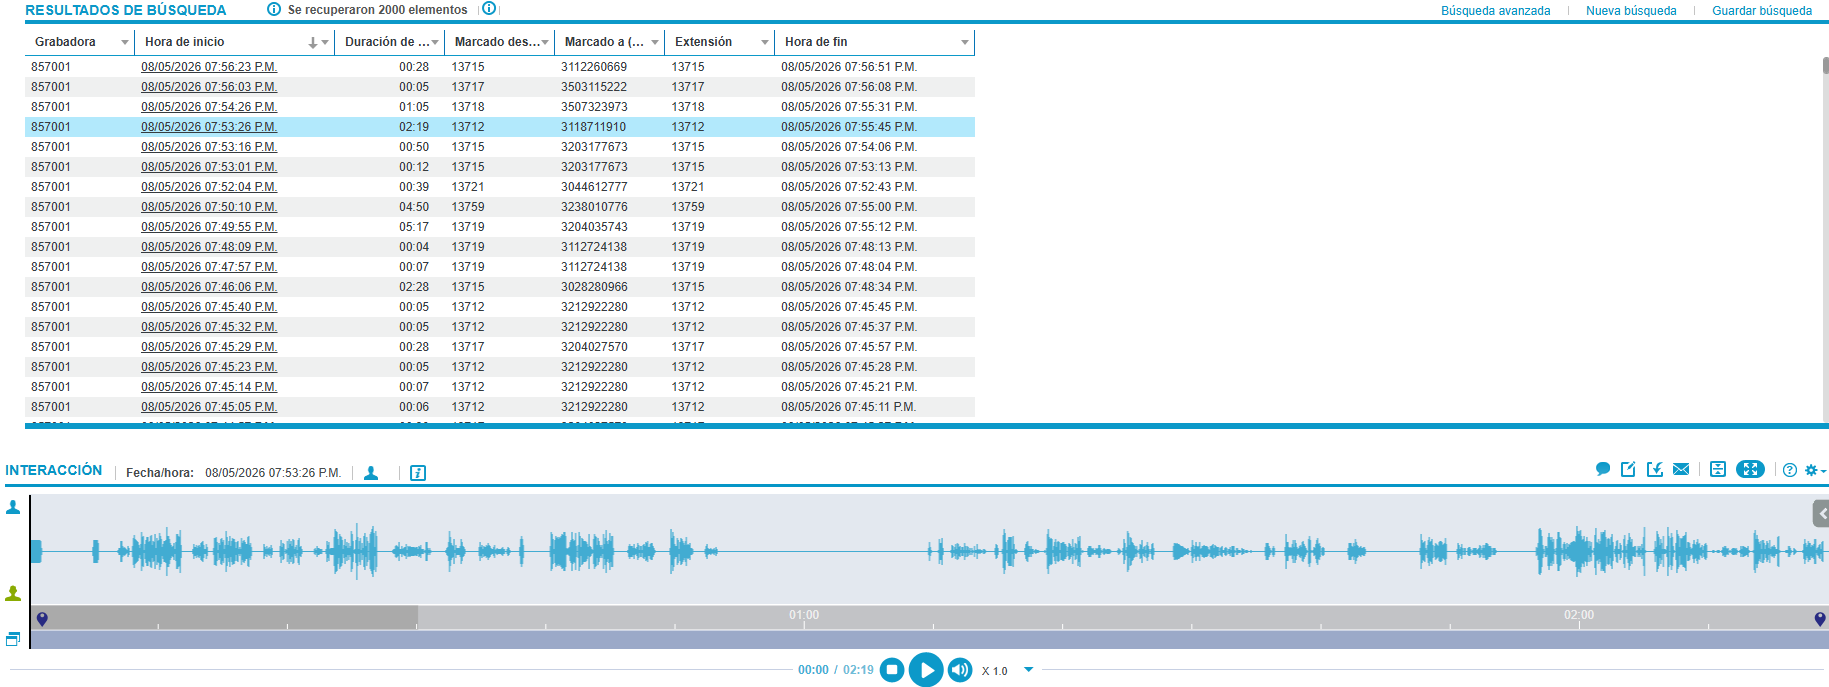 RESULTADOS DE BÚSQUEDA Se recuperaron 2000 elementos Búsqueda avanzada Nueva búsqueda Guardar búsqueda
Grabadora Hora de inicio Duración de ... Marcado des... Marcado a (... Extensión Hora de fin
857001 08/05/2026 07:56:23 P.M. 00:28 13715 3112260669 13715 08/05/2026 07:56:51 P.M.
857001 08/05/2026 07:56:03 P.M. 00:05 13717 3503115222 13717 08/05/2026 07:56:08 P.M.
857001 08/05/2026 07:54:26 P.M. 01:05 13718 3507323973 13718 08/05/2026 07:55:31 P.M.
857001 08/05/2026 07:53:26 P.M. 02:19 13712 3118711910 13712 08/05/2026 07:55:45 P.M.
857001 08/05/2026 07:53:16 P.M. 00:50 13715 3203177673 13715 08/05/2026 07:54:06 P.M.
857001 08/05/2026 07:53:01 P.M. 00:12 13715 3203177673 13715 08/05/2026 07:53:13 P.M.
857001 08/05/2026 07:52:04 P.M. 00:39 13721 3044612777 13721 08/05/2026 07:52:43 P.M.
857001 08/05/2026 07:50:10 P.M. 04:50 13759 3238010776 13759 08/05/2026 07:55:00 P.M.
857001 08/05/2026 07:49:55 P.M. 05:17 13719 3204035743 13719 08/05/2026 07:55:12 P.M.
857001 08/05/2026 07:48:09 P.M. 00:04 13719 3112724138 13719 08/05/2026 07:48:13 P.M.
857001 08/05/2026 07:47:57 P.M. 00:07 13719 3112724138 13719 08/05/2026 07:48:04 P.M.
857001 08/05/2026 07:46:06 P.M. 02:28 13715 3028280966 13715 08/05/2026 07:48:34 P.M.
857001 08/05/2026 07:45:40 P.M. 00:05 13712 3212922280 13712 08/05/2026 07:45:45 P.M.
857001 08/05/2026 07:45:32 P.M. 00:05 13712 3212922280 13712 08/05/2026 07:45:37 P.M.
857001 08/05/2026 07:45:29 P.M. 00:28 13717 3204027570 13717 08/05/2026 07:45:57 P.M.
857001 08/05/2026 07:45:23 P.M. 00:05 13712 3212922280 13712 08/05/2026 07:45:28 P.M.
857001 08/05/2026 07:45:14 P.M. 00:07 13712 3212922280 13712 08/05/2026 07:45:21 P.M.
857001 08/05/2026 07:45:05 P.M. 00:06 13712 3212922280 13712 08/05/2026 07:45:11 P.M.
INTERACCIÓN Fecha/hora: 08/05/2026 07:53:26 P.M.
01:00 02:00
00:00 / 02:19 X 1.0